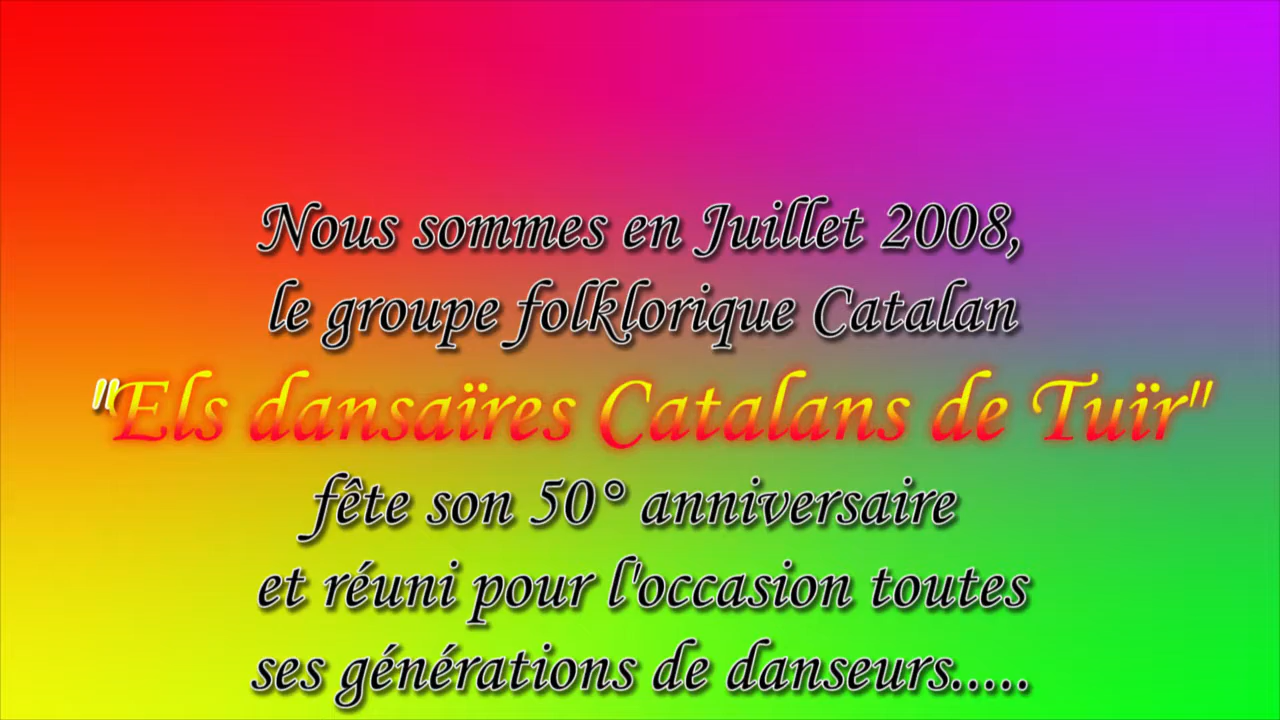 Nous sommes en Juillet 2008,
le groupe folklorique Catalan
"Els dansaïres Catalans de Tuïr"
fête son 50° anniversaire
et réuni pour l'occasion toutes
ses générations de danseurs.....